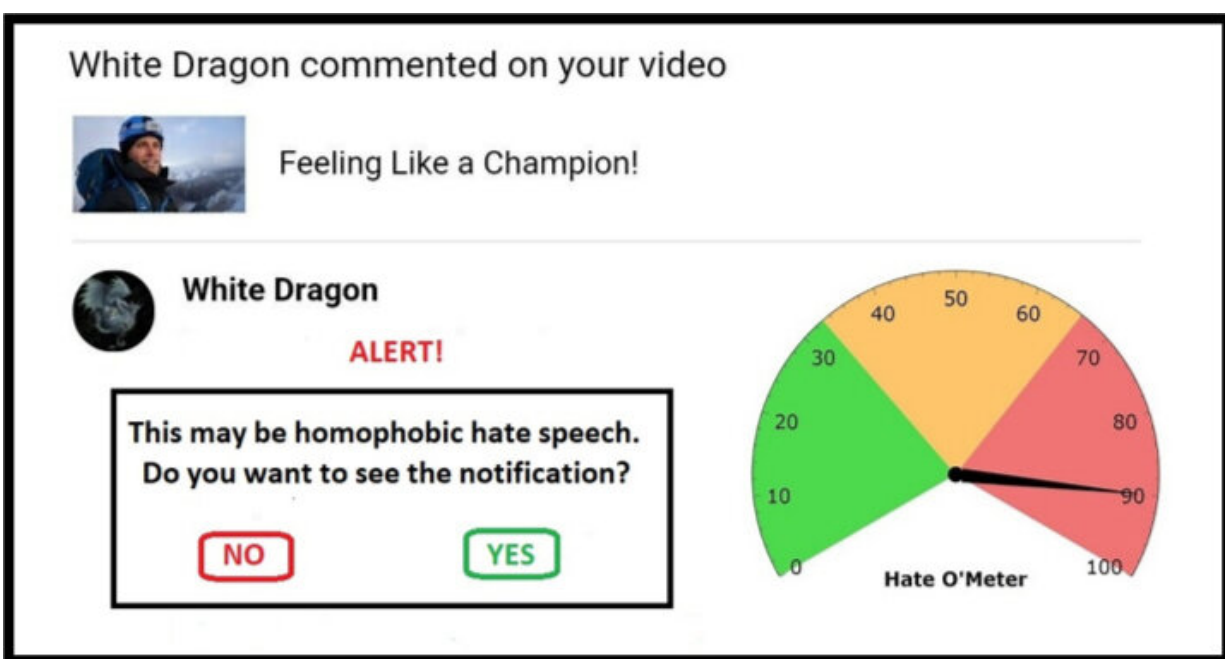 White Dragon commented on your video
Feeling Like a Champion!
White Dragon
ALERT!
This may be homophobic hate speech.
Do you want to see the notification?
NO
YES
0
10
20
30
40
50
60
70
80
90
100
Hate O'Meter